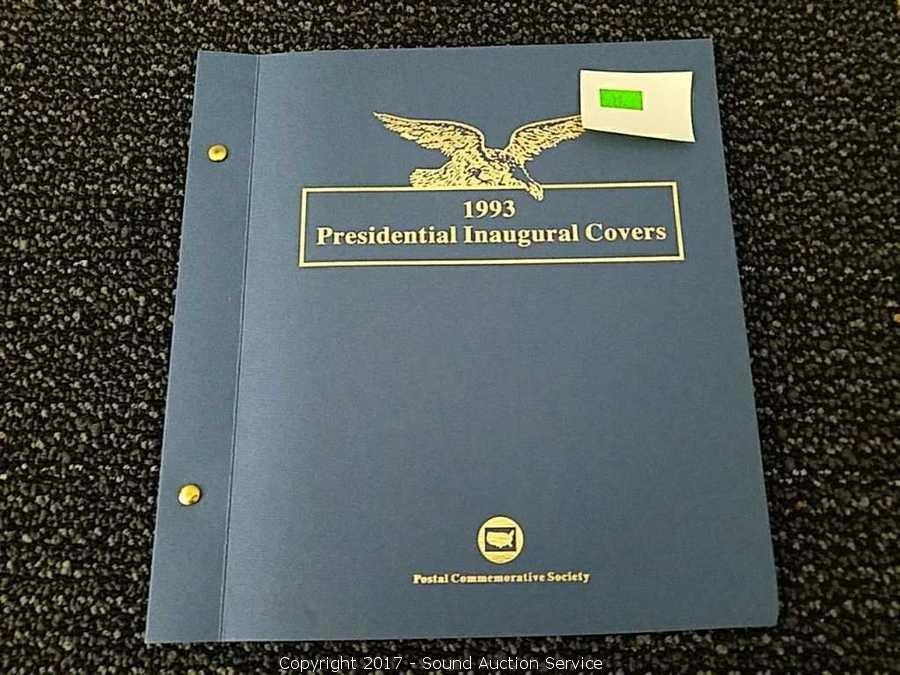 1993
Presidential Inaugural Covers
Postal Commemorative Society
Copyright 2017 - Sound Auction Service